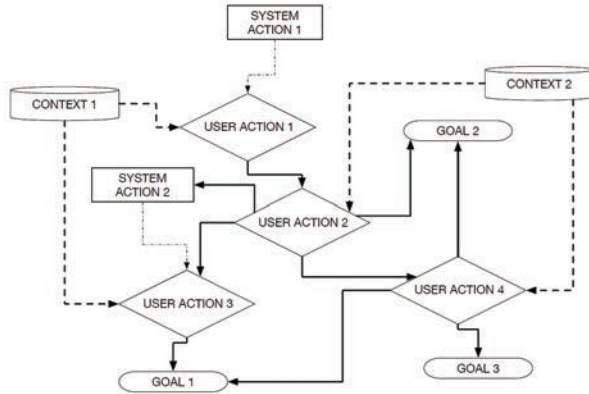 SYSTEM
ACTION 1
CONTEXT 1
CONTEXT 2
USER ACTION 1
GOAL 2
SYSTEM
ACTION 2
USER ACTION 2
USER ACTION 3
USER ACTION 4
GOAL 1
GOAL 3